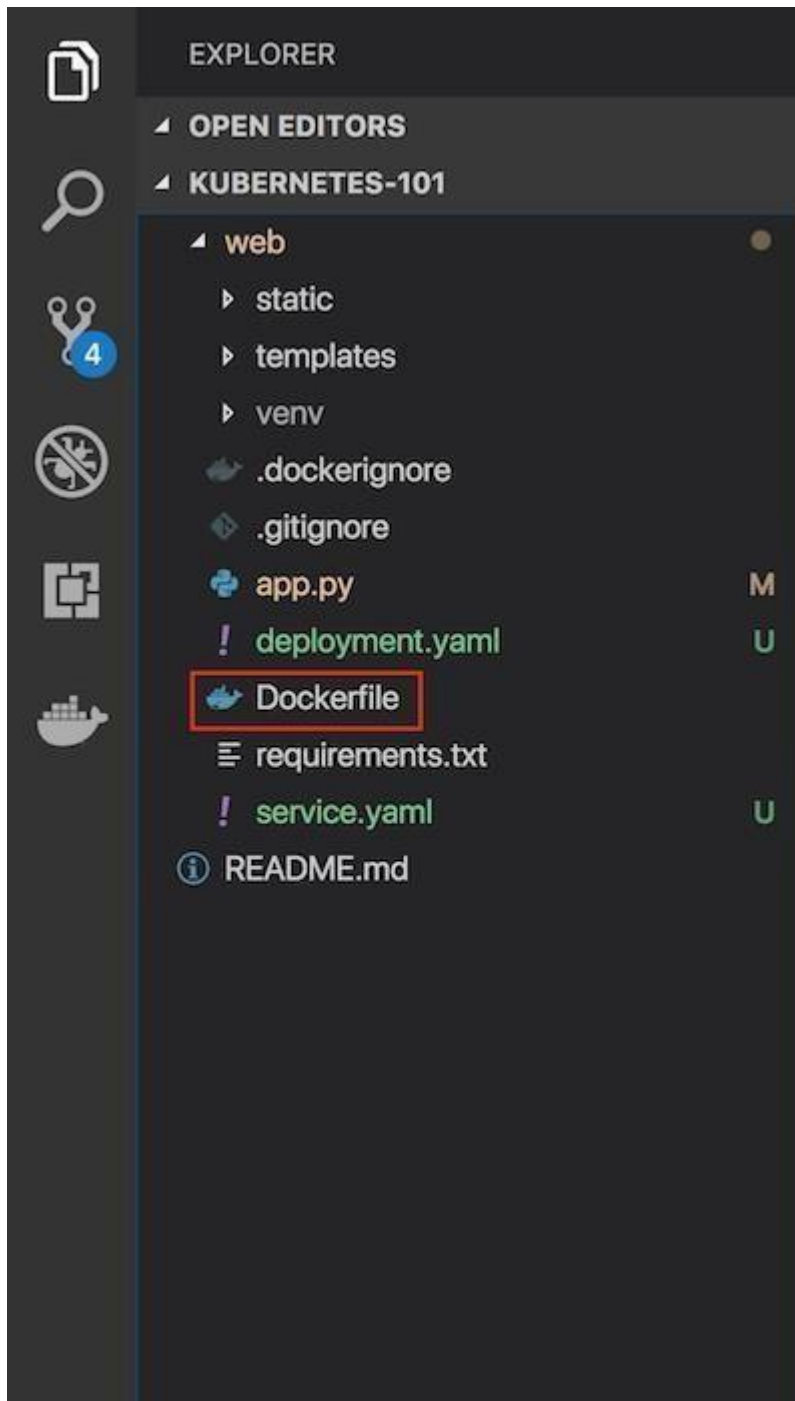 EXPLORER
OPEN EDITORS
KUBERNETES-101
web
static
templates
4
venv
.dockerignore
.gitignore
app.py M
deployment.yaml U
Dockerfile
requirements.txt
service.yaml U
README.md